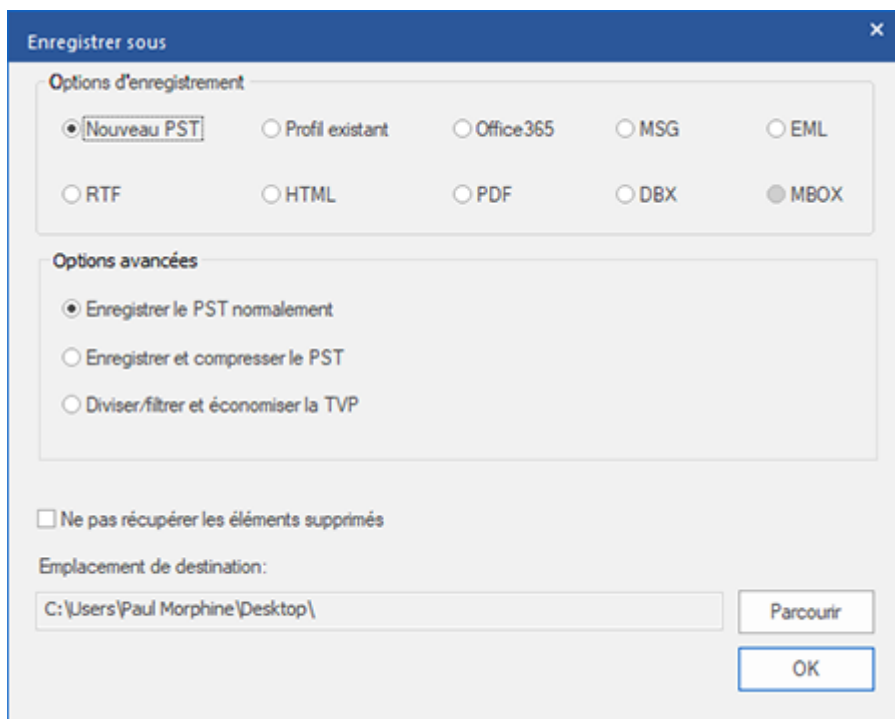 Enregistrer sous
Options d'enregistrement
Nouveau PST
Profil existant
Office365
MSG
EML
RTF
HTML
PDF
DBX
MBOX
Options avancées
Enregistrer le PST normalement
Enregistrer et compresser le PST
Diviser/filtrer et économiser la TVP
Ne pas récupérer les éléments supprimés
Emplacement de destination:
C:\Users\Paul Morphine\Desktop\
Parcourir
OK